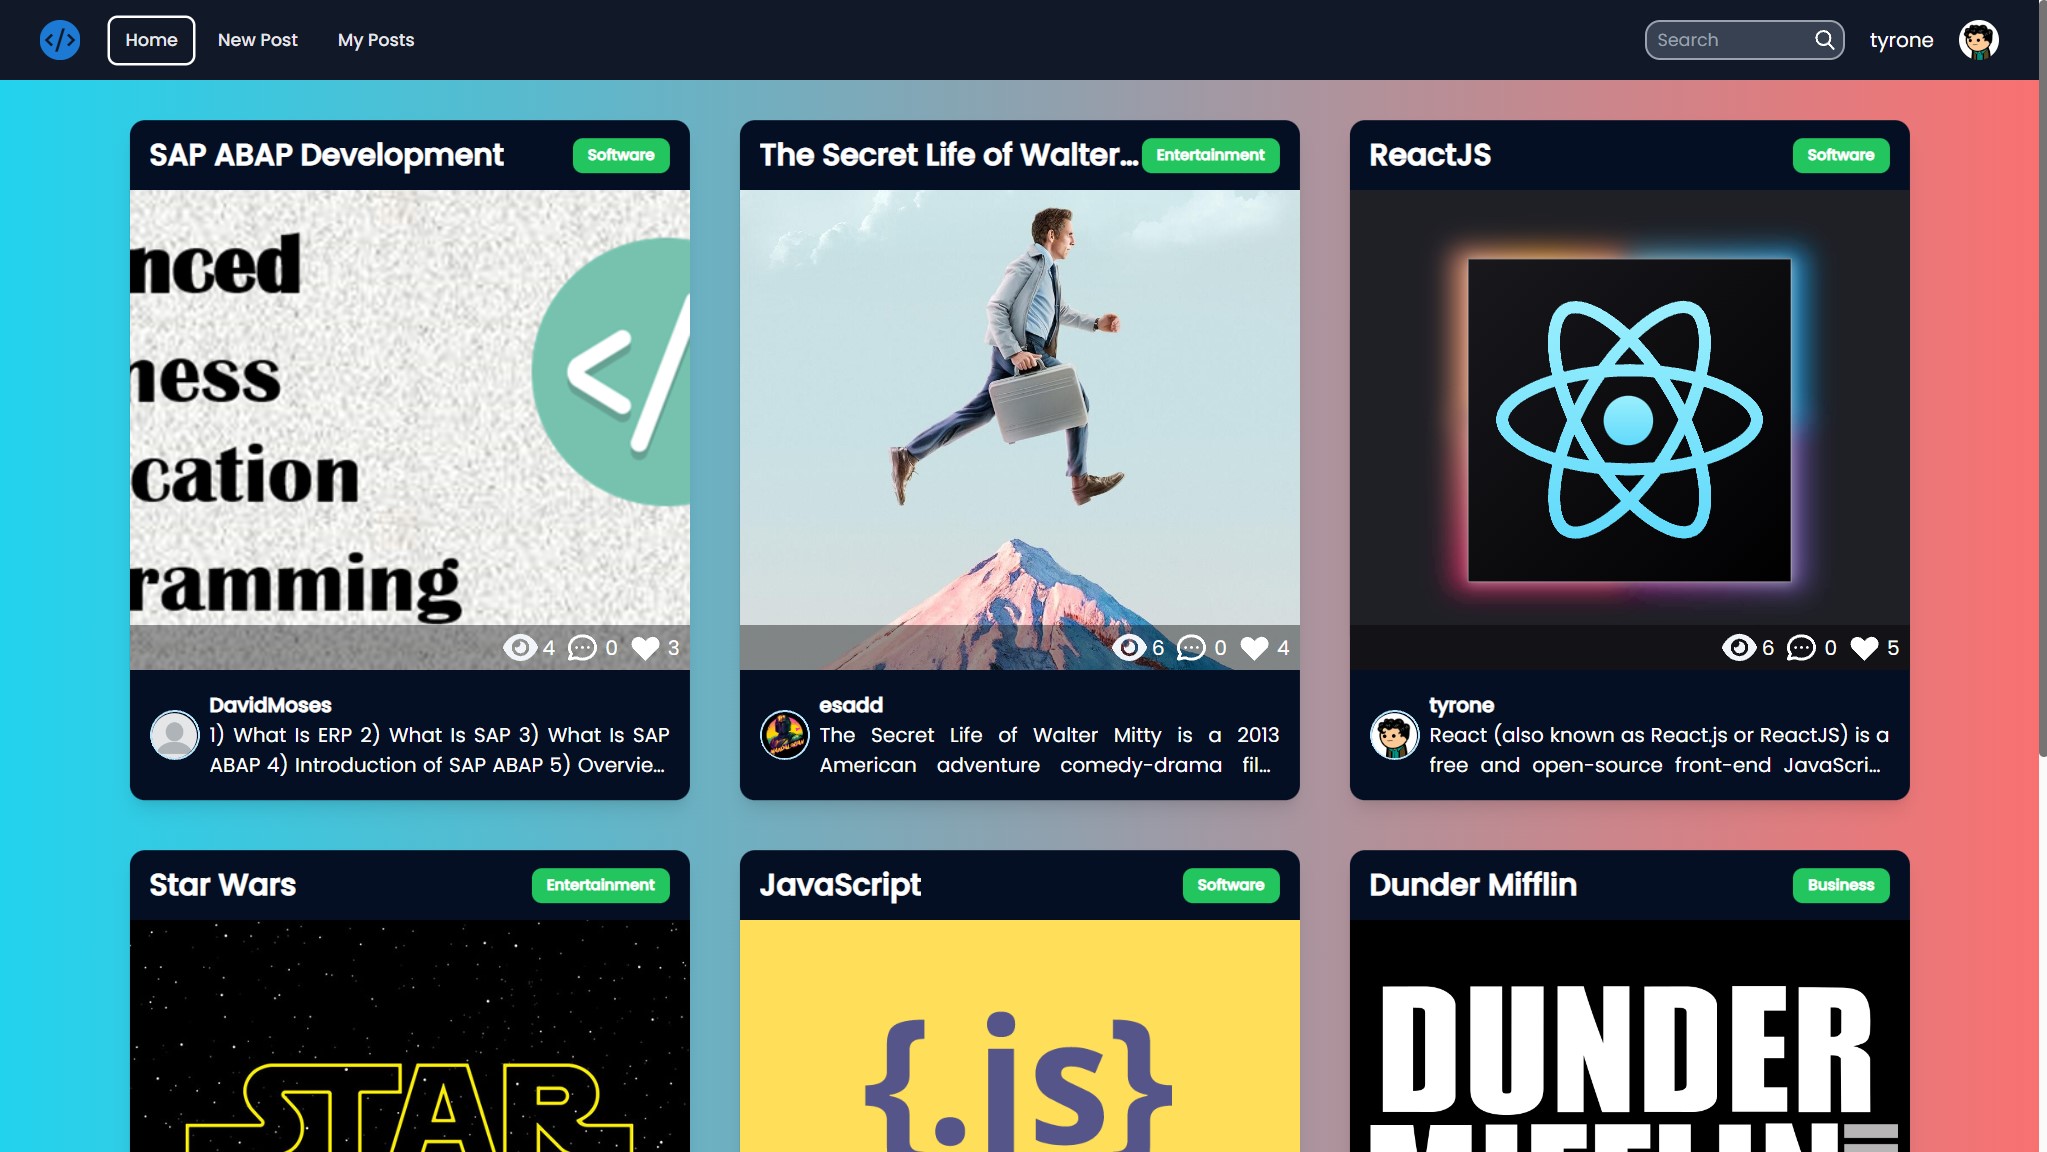 </> Home New Post My Posts Search tyrone
SAP ABAP Development Software
nced
ness
cation
ramming
4 0 3
DavidMoses
1) What Is ERP 2) What Is SAP 3) What Is SAP
ABAP 4) Introduction of SAP ABAP 5) Overvie...
The Secret Life of Walter... Entertainment
6 0 4
esadd
The Secret Life of Walter Mitty is a 2013
American adventure comedy-drama fil...
ReactJS Software
6 0 5
tyrone
React (also known as React.js or ReactJS) is a
free and open-source front-end JavaScri...
Star Wars Entertainment
STAR
JavaScript Software
{.js}
Dunder Mifflin Business
DUNDER
MIFFLIN